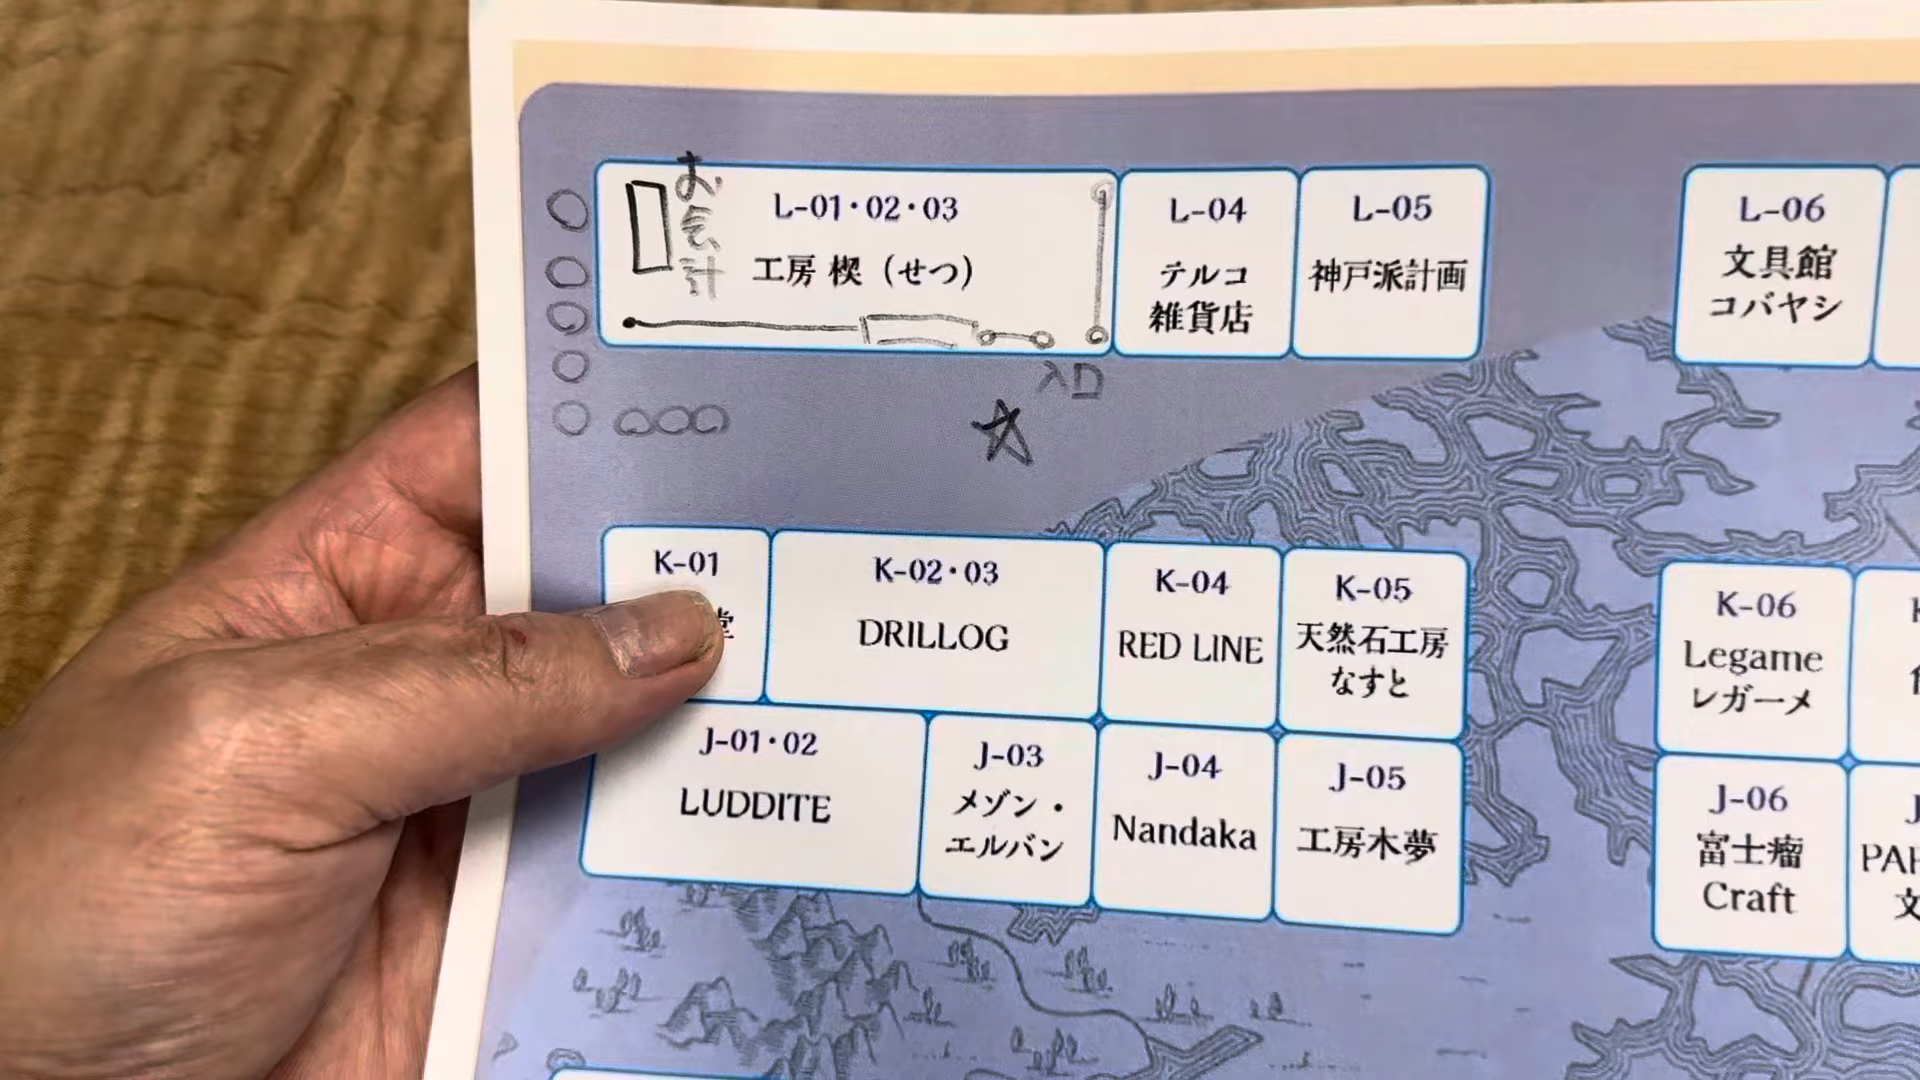 お会計
L-01・02・03
工房 楔（せつ）
入口
L-04
テルコ
雑貨店
L-05
神戸派計画
L-06
文具館
コバヤシ
K-01
堂
K-02・03
DRILLOG
K-04
RED LINE
K-05
天然石工房
なすと
K-06
Legame
レガーメ
J-01・02
LUDDITE
J-03
メゾン・
エルバン
J-04
Nandaka
J-05
工房木夢
J-06
富士瘤
Craft
PAP
文